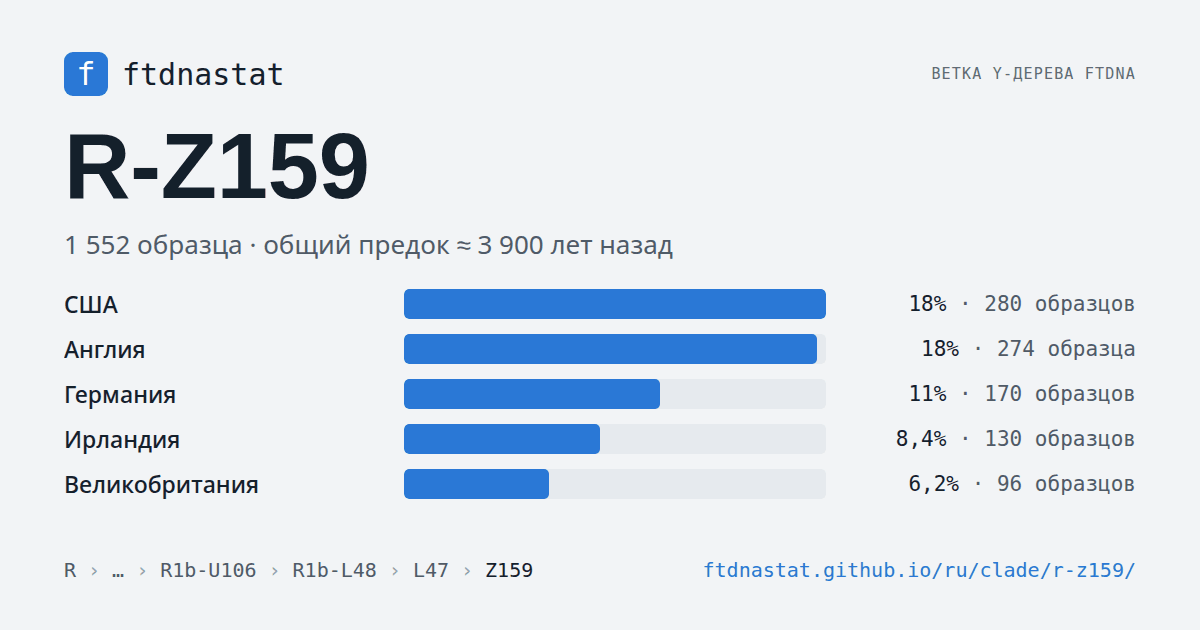 f ftdnastat
ВЕТКА Y-ДЕРЕВА FTDNA
R-Z159
1 552 образца · общий предок ≈ 3 900 лет назад
США 18% · 280 образцов
Англия 18% · 274 образца
Германия 11% · 170 образцов
Ирландия 8,4% · 130 образцов
Великобритания 6,2% · 96 образцов
R › … › R1b-U106 › R1b-L48 › L47 › Z159
ftdnastat.github.io/ru/clade/r-z159/